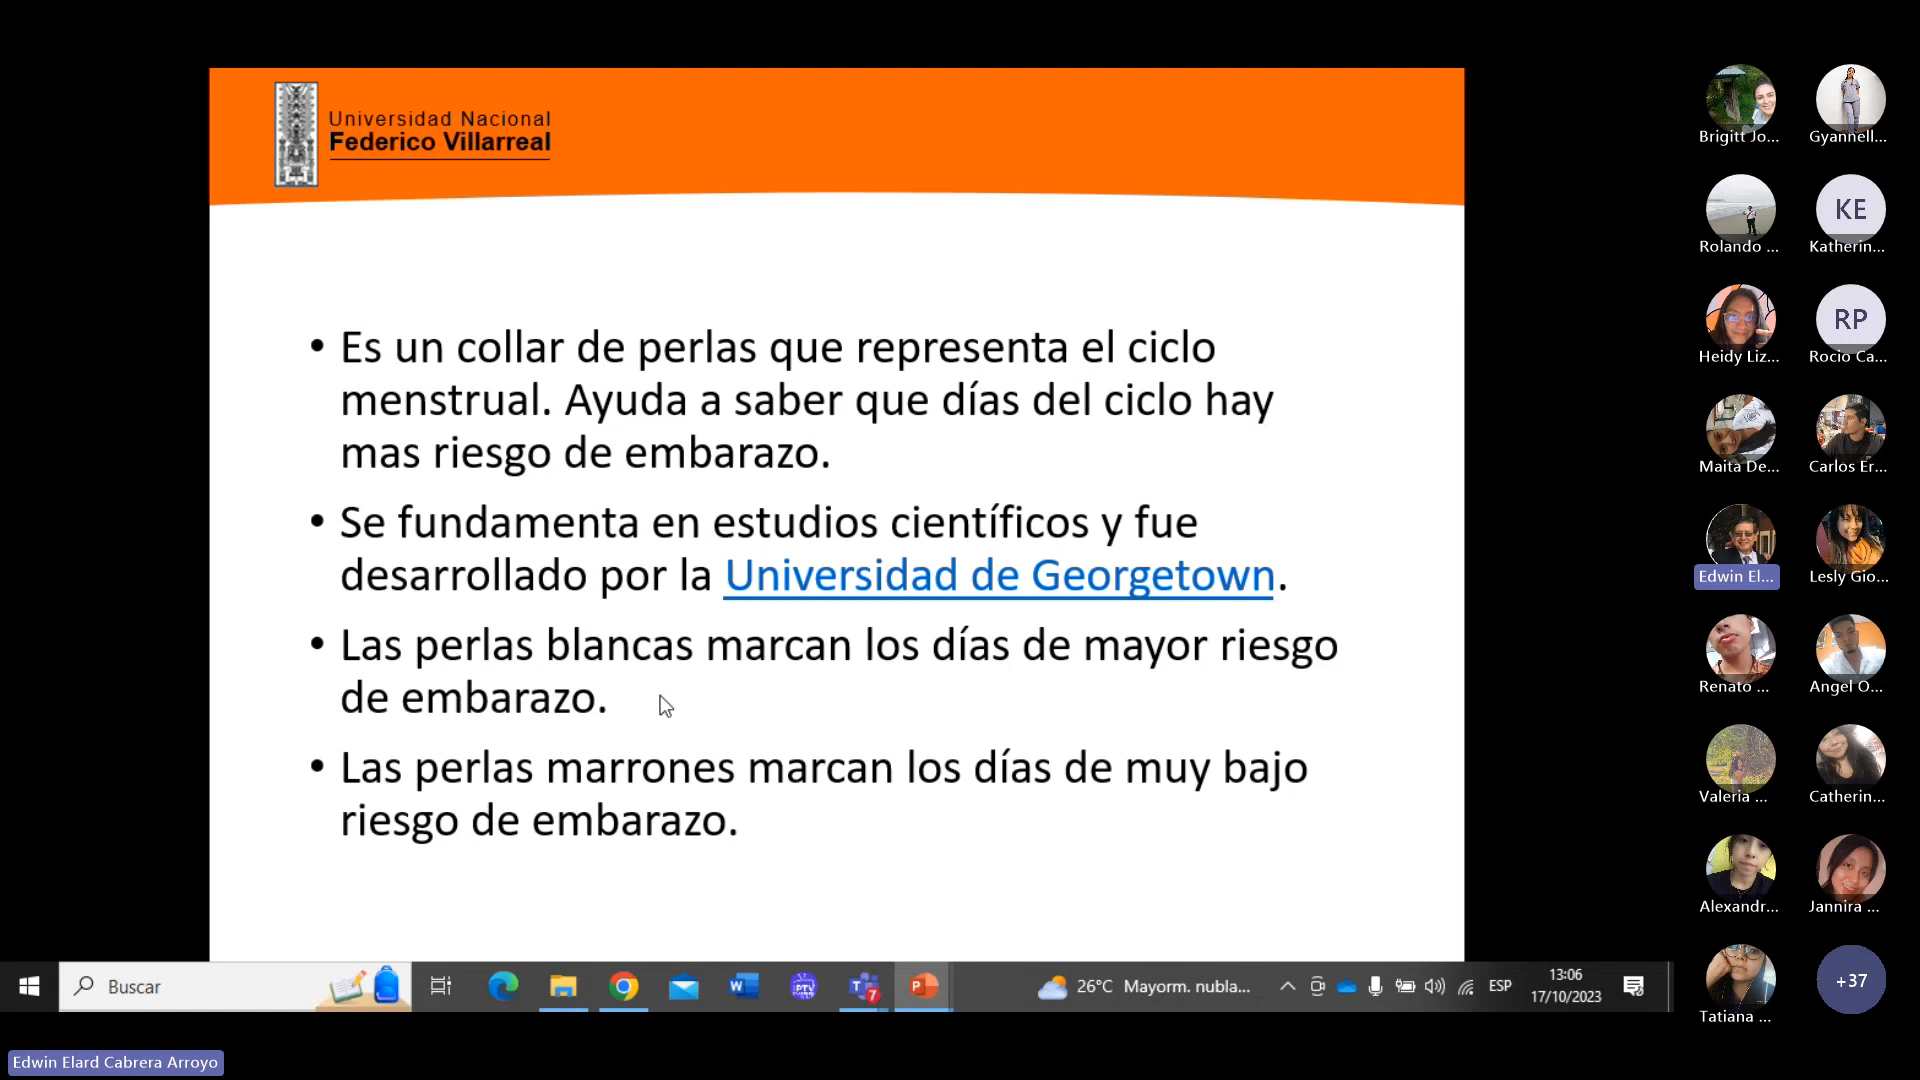 Universidad Nacional
Federico Villarreal
• Es un collar de perlas que representa el ciclo
menstrual. Ayuda a saber que días del ciclo hay
mas riesgo de embarazo.
• Se fundamenta en estudios científicos y fue
desarrollado por la Universidad de Georgetown.
• Las perlas blancas marcan los días de mayor riesgo
de embarazo.
• Las perlas marrones marcan los días de muy bajo
riesgo de embarazo.
Brigitt Jo...
Gyannell...
Rolando ...
KE
Katherin...
Heidy Liz...
RP
Rocio Ca...
Maita De...
Carlos Er...
Edwin El...
Lesly Gio...
Renato ...
Angel O...
Valeria ...
Catherin...
Alexandr...
Jannira ...
Tatiana ...
+37
Buscar
W
IPTV
7
P
26°C Mayorm. nubla...
ESP
13:06
17/10/2023
Edwin Elard Cabrera Arroyo